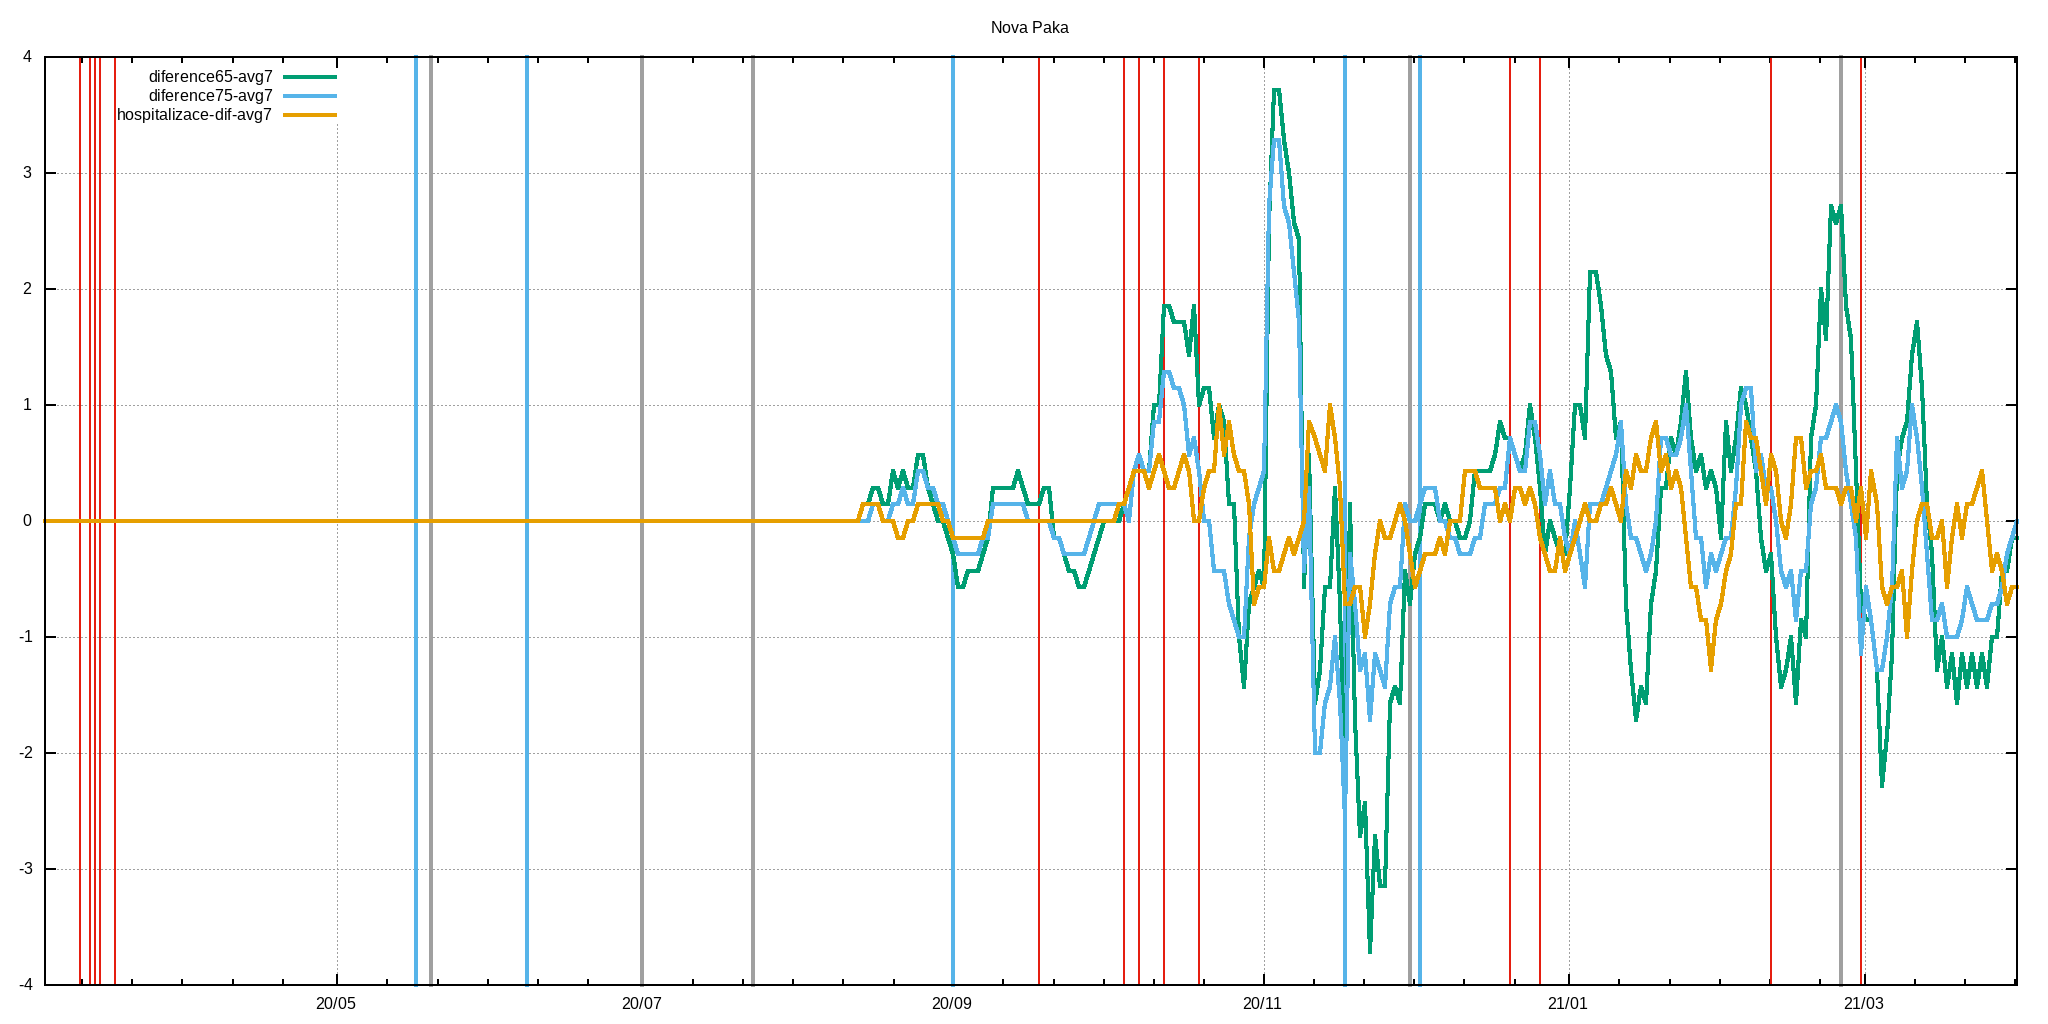 Nova Paka
4
diference65-avg7
diference75-avg7
hospitalizace-dif-avg7
3
2
1
0
-1
-2
-3
-4
20/05 20/07 20/09 20/11 21/01 21/03